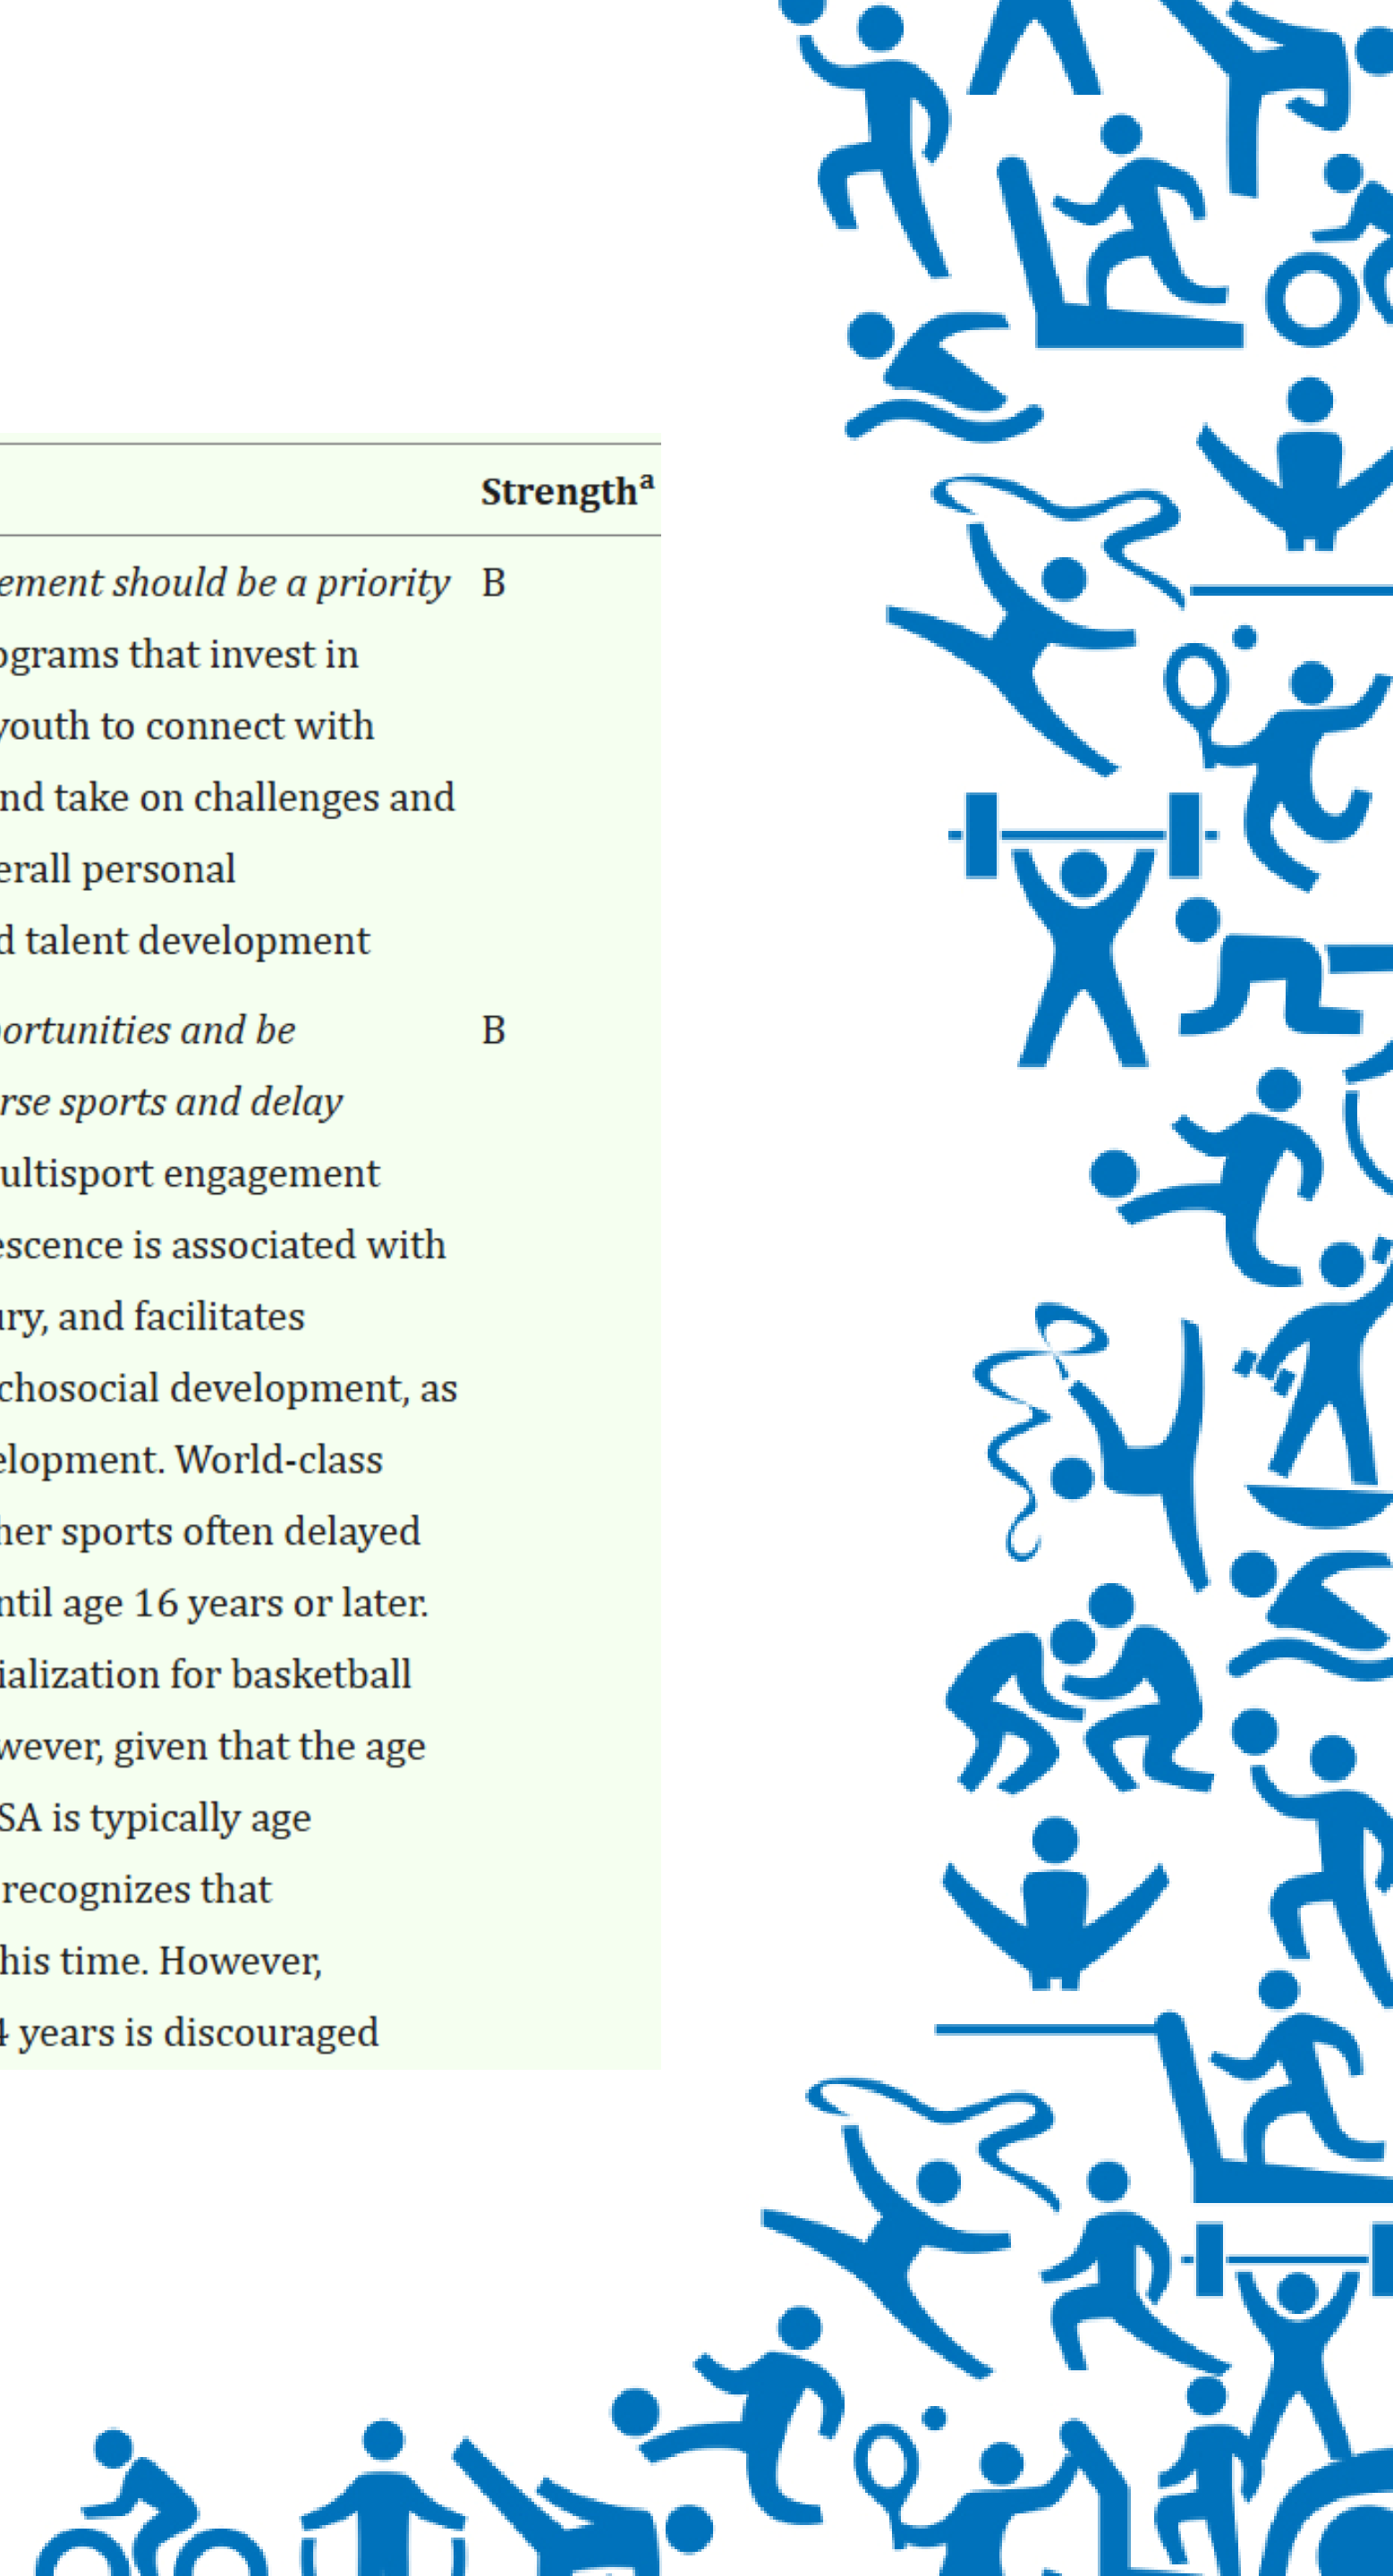 Strengthª
ement should be a priority B
ograms that invest in
youth to connect with
nd take on challenges and
erall personal
d talent development
ortunities and be B
rse sports and delay
ultisport engagement
escence is associated with
ury, and facilitates
chosocial development, as
elopment. World-class
her sports often delayed
ntil age 16 years or later.
ialization for basketball
wever, given that the age
SA is typically age
recognizes that
his time. However,
4 years is discouraged